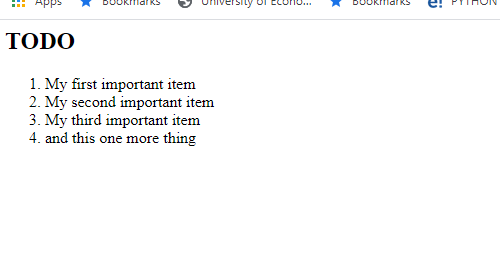 Apps Bookmarks University of Econo... Bookmarks e! PYTHON
TODO
1. My first important item
2. My second important item
3. My third important item
4. and this one more thing